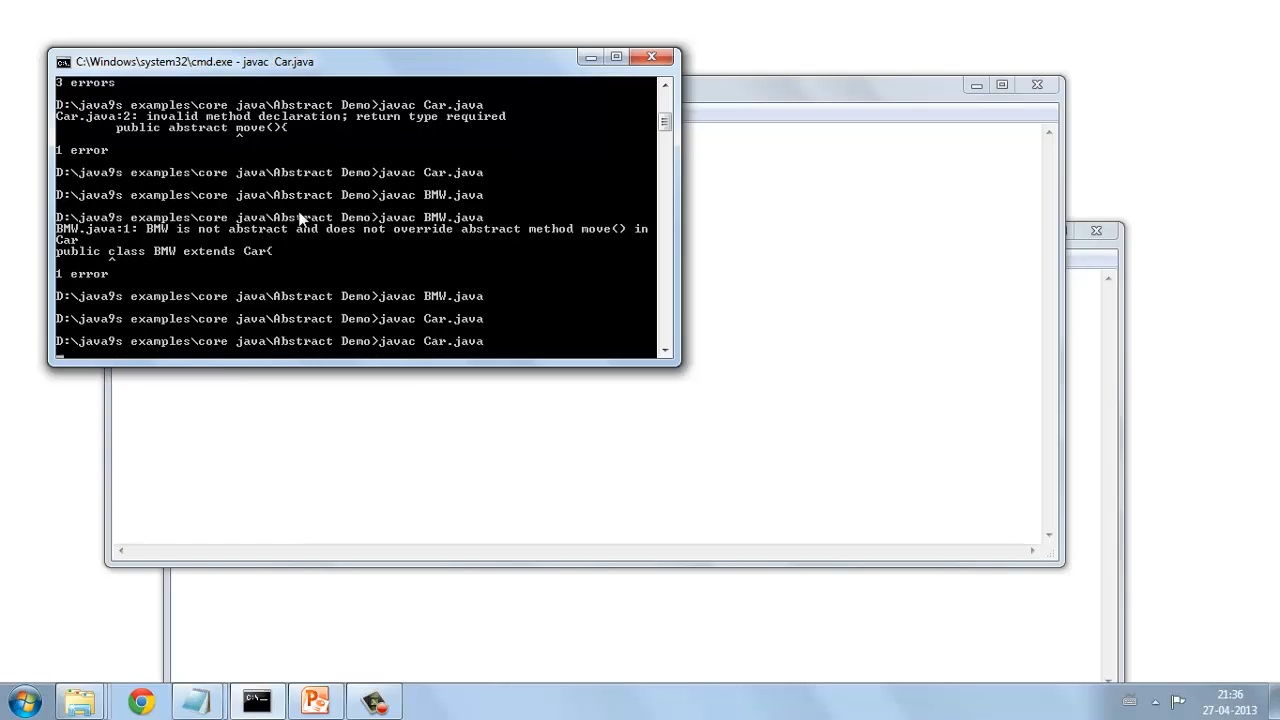 C:\Windows\system32\cmd.exe - javac  Car.java
3 errors
D:\java9s examples\core java\Abstract Demo>javac Car.java
Car.java:2: invalid method declaration; return type required
public abstract move(){
^
1 error
D:\java9s examples\core java\Abstract Demo>javac Car.java
D:\java9s examples\core java\Abstract Demo>javac BMW.java
D:\java9s examples\core java\Abstract Demo>javac BMW.java
BMW.java:1: BMW is not abstract and does not override abstract method move() in
Car
public class BMW extends Car{
^
1 error
D:\java9s examples\core java\Abstract Demo>javac BMW.java
D:\java9s examples\core java\Abstract Demo>javac Car.java
D:\java9s examples\core java\Abstract Demo>javac Car.java
21:36
27-04-2013